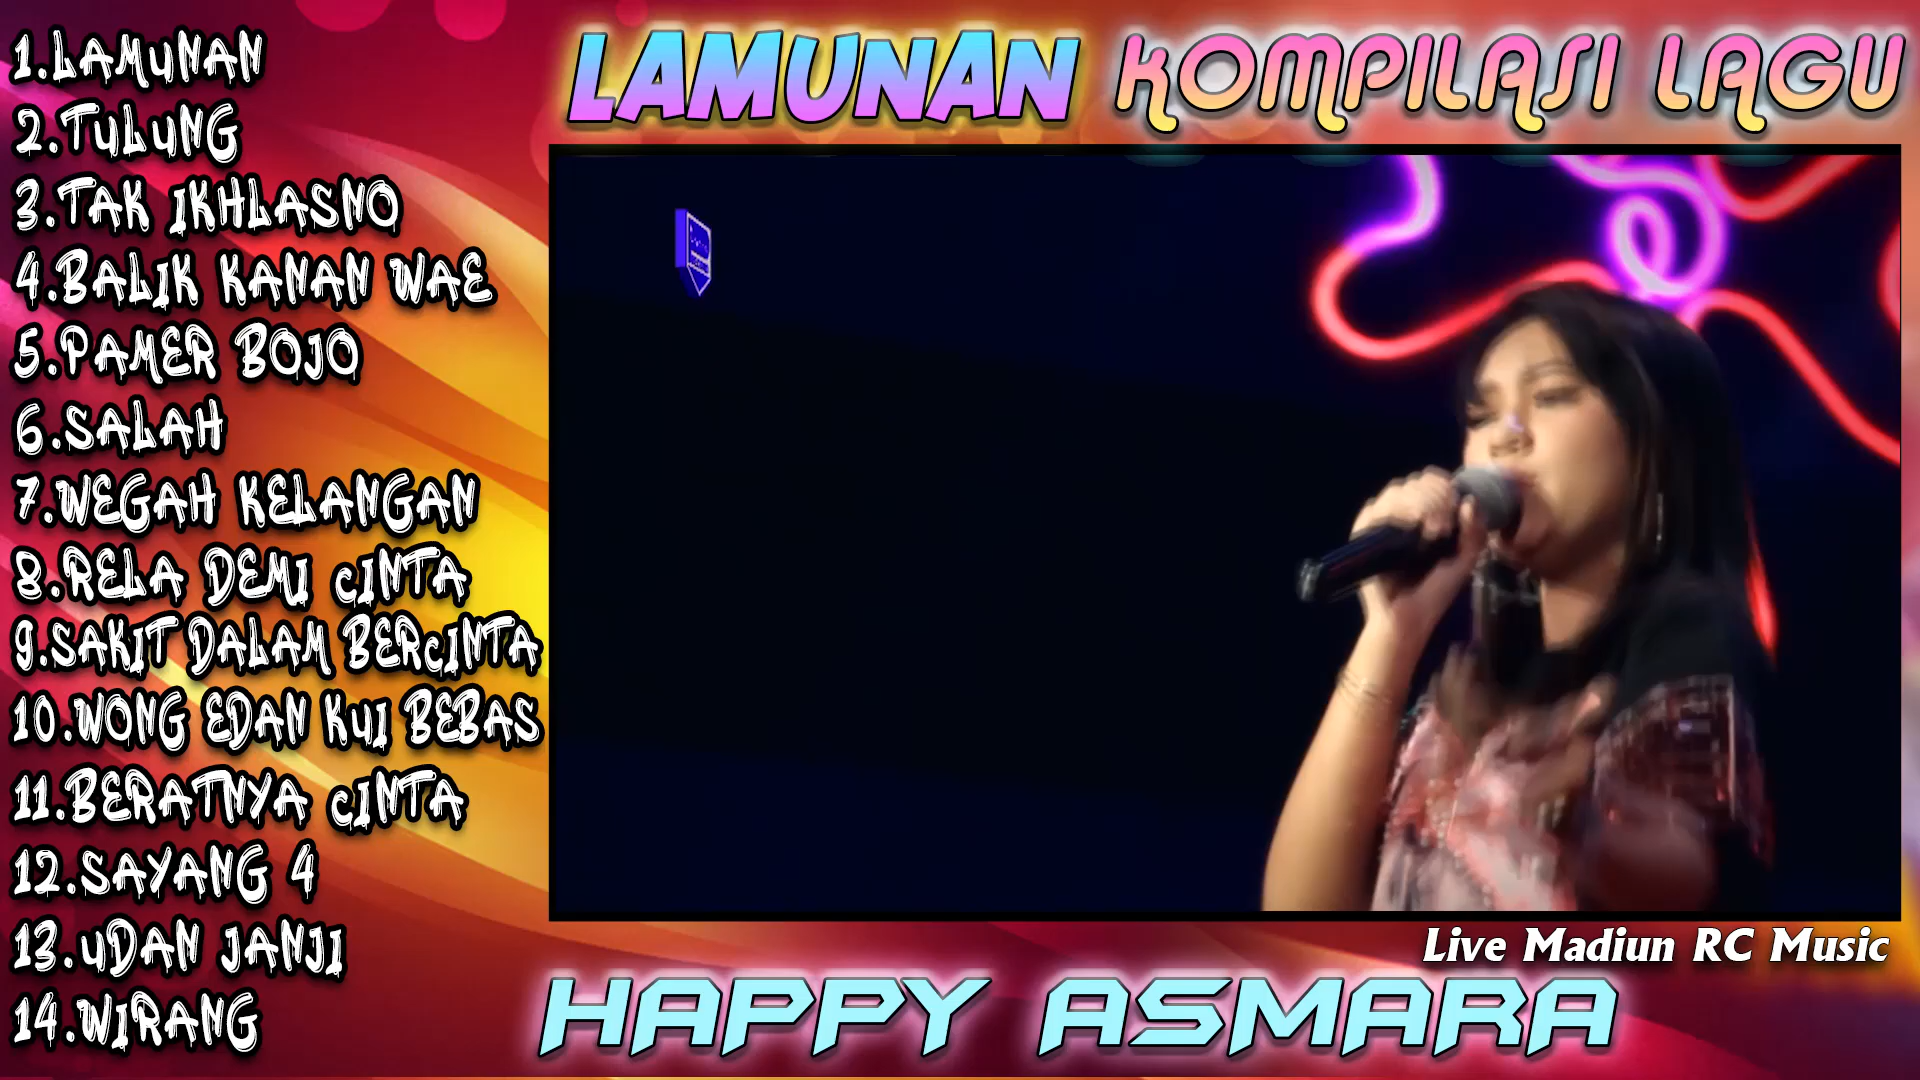 1.LAMUNAN
2.TULUNG
3.TAK IKHLASNO
4.BALIK KANAN WAE
5.PAMER BOJO
6.SALAH
7.WEGAH KELANGAN
8.RELA DEMI CINTA
9.SAKIT DALAM BERCINTA
10.WONG EDAN KUI BEBAS
11.BERATNYA CINTA
12.SAYANG 4
13.UDAN JANJI
14.WIRANG
LAMUNAN KOMPILASI LAGU
Live Madiun RC Music
HAPPY ASMARA